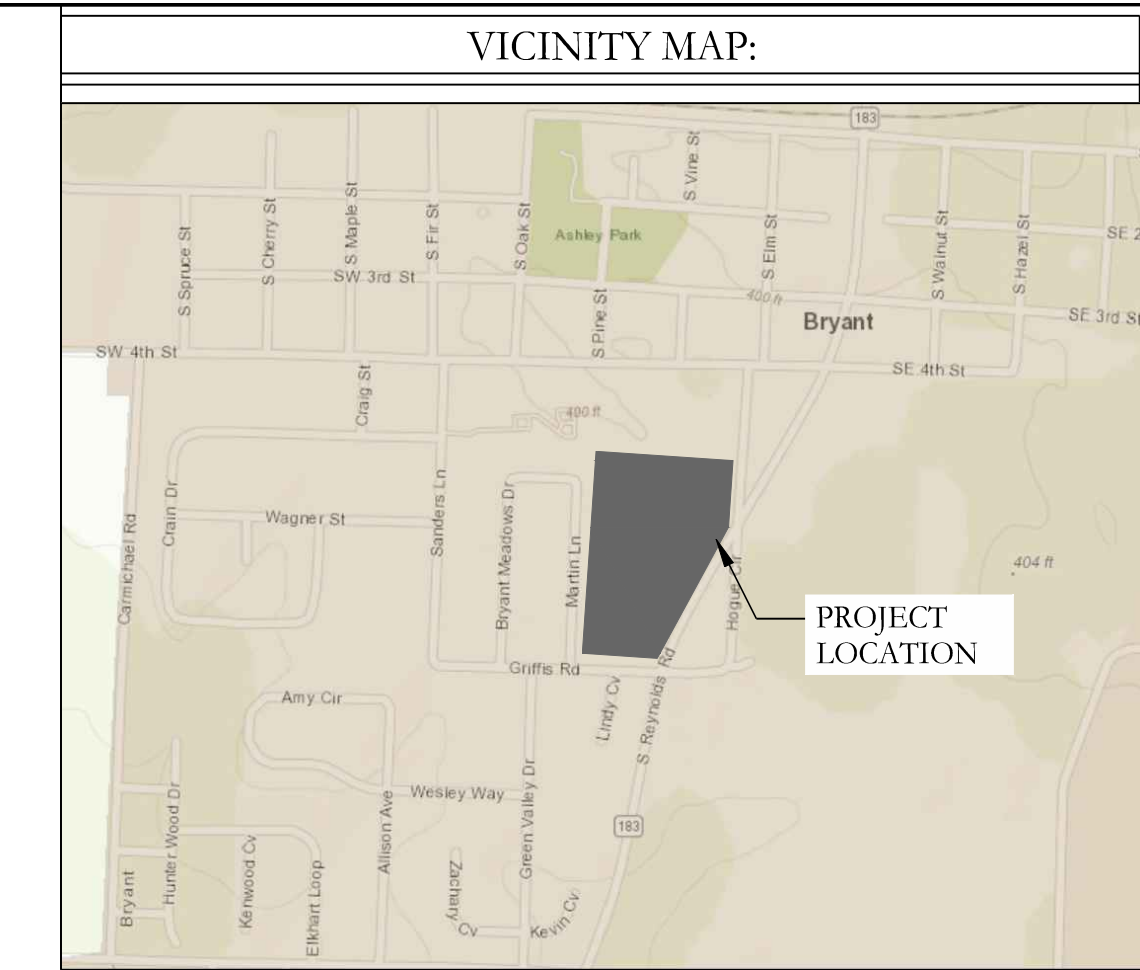 VICINITY MAP:
183
S Vine St
S Maple St
S Cherry St
S Fir St
S Oak St
S Spruce St
Ashley Park
S Elm St
S Walnut St
S Hazel St
SE 2
SW 3rd St
S Pine St
400 ft
Bryant
SE 3rd St
SW 4th St
SE 4th St
Craig St
400 ft
Crain Dr
Wagner St
Sanders Ln
Bryant Meadows Dr
Martin Ln
Carmichael Rd
Hogue Cir
404 ft
PROJECT
LOCATION
Griffis Rd
Lindy Cv
S Reynolds Rd
Amy Cir
Wesley Way
Green Valley Dr
Allison Ave
Hunter Wood Dr
183
Bryant
Kenwood Cv
Elkhart Loop
Zachary
Cv
Kevin Cv